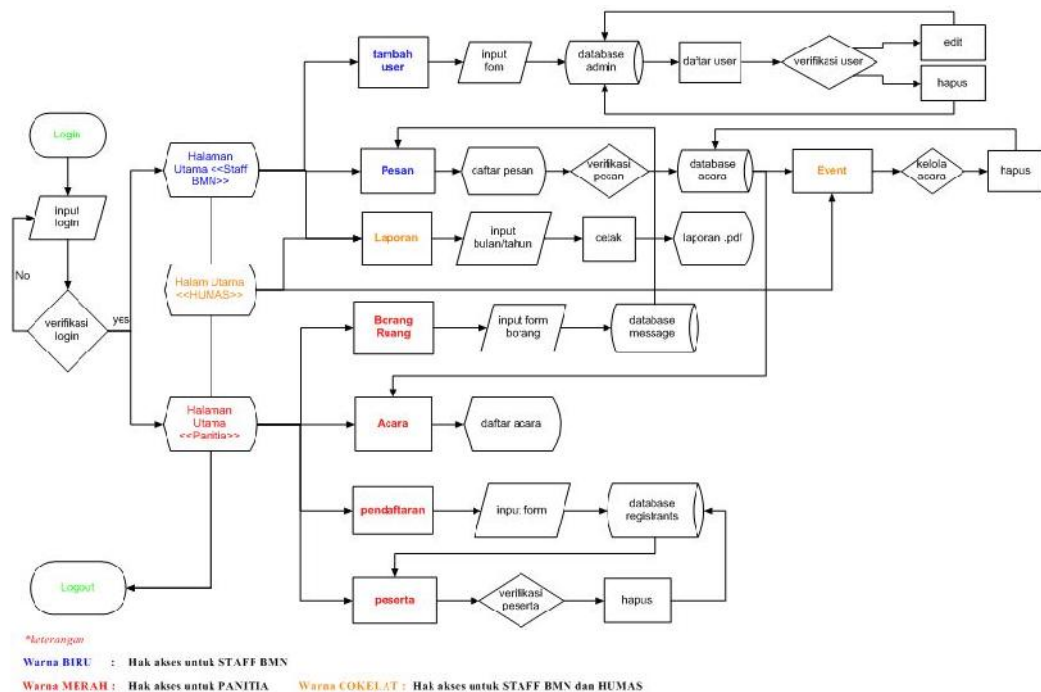 tambah
user
input
fom
database
admin
daftar user
verifikasi user
edit
hapus
Login
Halaman
Utama <<Staff
BMN>>
Pesan
daftar pesan
verifikasi
pesan
database
acara
Event
kelola
acara
hapus
input
login
Laporan
input
bulan/tahun
cetak
laporan .pdf
No
Halam Utama
<<HUMAS>>
verifikasi
login
yes
Borang
Ruang
input form
borang
database
message
Halaman
Utama
<<Panitia>>
Acara
daftar acara
pendaftaran
input form
database
registrants
Logout
peserta
verifikasi
peserta
hapus
*keterangan
Warna BIRU : Hak akses untuk STAFF BMN
Warna MERAH : Hak akses untuk PANITIA Warna COKELAT : Hak akses untuk STAFF BMN dan HUMAS